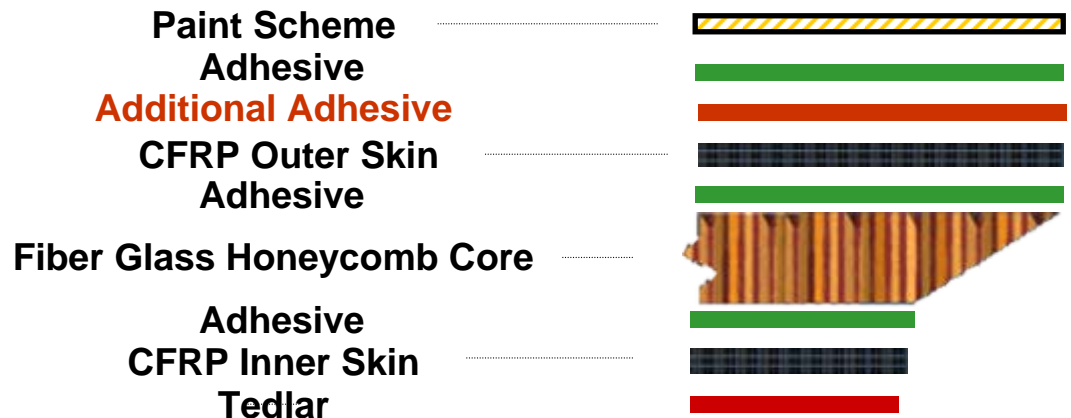 Paint Scheme
Adhesive
Additional Adhesive
CFRP Outer Skin
Adhesive
Fiber Glass Honeycomb Core
Adhesive
CFRP Inner Skin
Tedlar